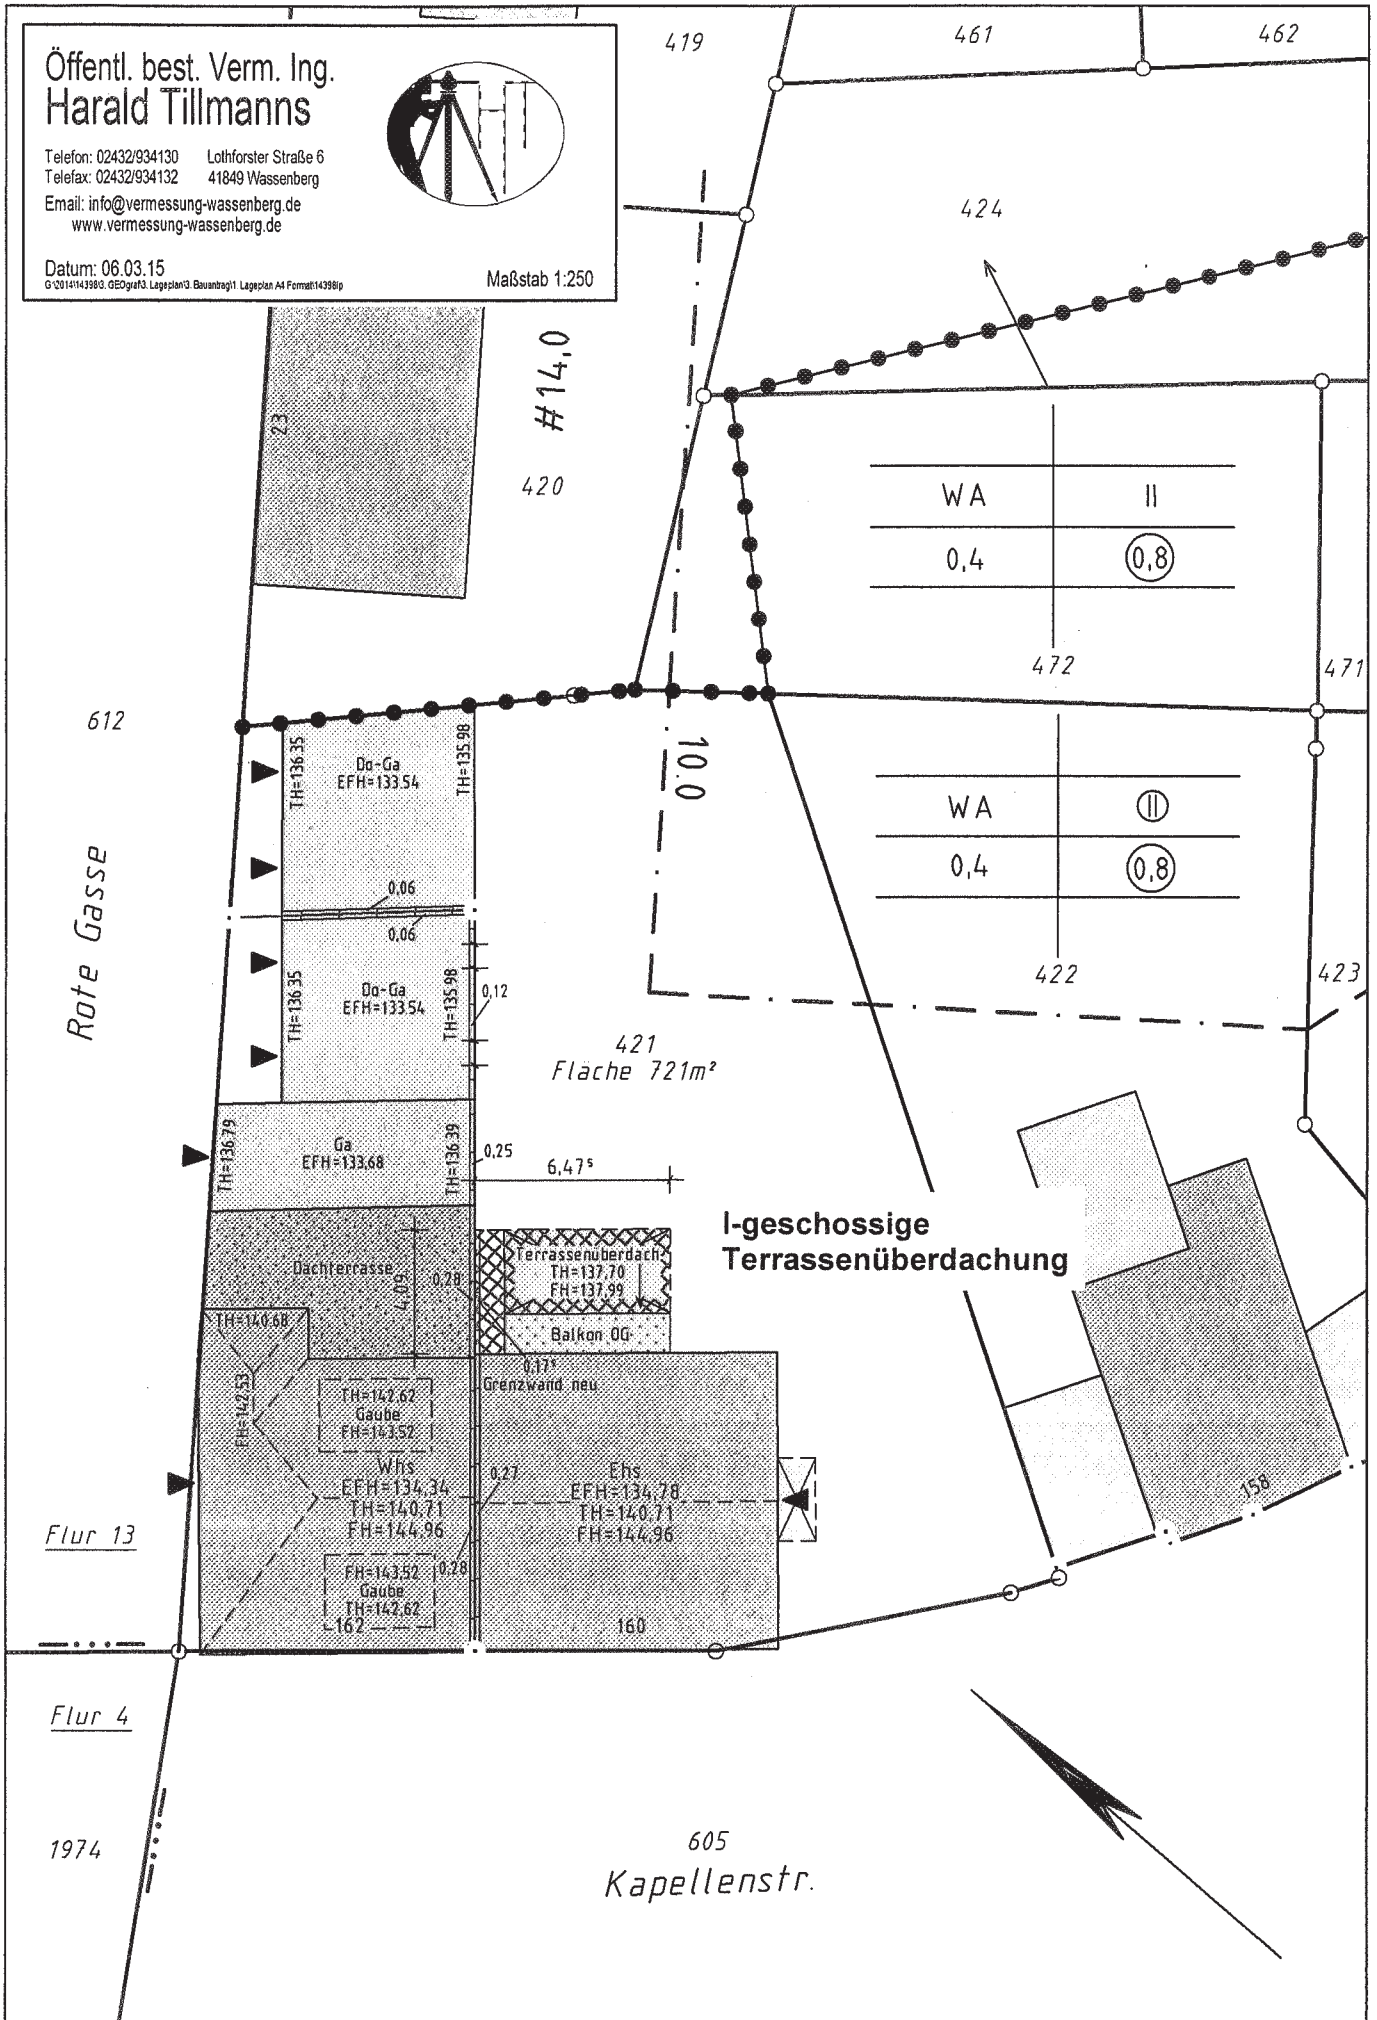 Öffentl. best. Verm. Ing.
Harald Tillmanns
Telefon: 02432/934130 Lothforster Straße 6
Telefax: 02432/934132 41849 Wassenberg
Email: info@vermessung-wassenberg.de
www.vermessung-wassenberg.de
Datum: 06.03.15
Maßstab 1:250
419
461
462
424
#14,0
23
420
WA II
0,4 0,8
472
471
612
10.0
TH=136.35
Do-Ga
EFH=133.54
TH=135.98
0,06
0,06
WA II
0,4 0,8
422
423
Rote Gasse
TH=136.35
Do-Ga
EFH=133.54
TH=135.98
0,12
421
Fläche 721m²
TH=136.79
Ga
EFH=133,68
TH=136.39
0,25
6,47⁵
I-geschossige
Terrassenüberdachung
Dachterrasse
4,09
0,28
Terrassenüberdach
TH=137,70
FH=137,99
Balkon OG
TH=140.68
FH=142.53
0,17⁵
Grenzwand neu
TH=142,62
Gaube
FH=143,52
Whs
EFH=134,34
TH=140,71
FH=144,96
0,27
Ehs
EFH=134,78
TH=140,71
FH=144,96
158
Flur 13
FH=143,52
Gaube
TH=142,62
0,28
162
160
Flur 4
1974
605
Kapellenstr.